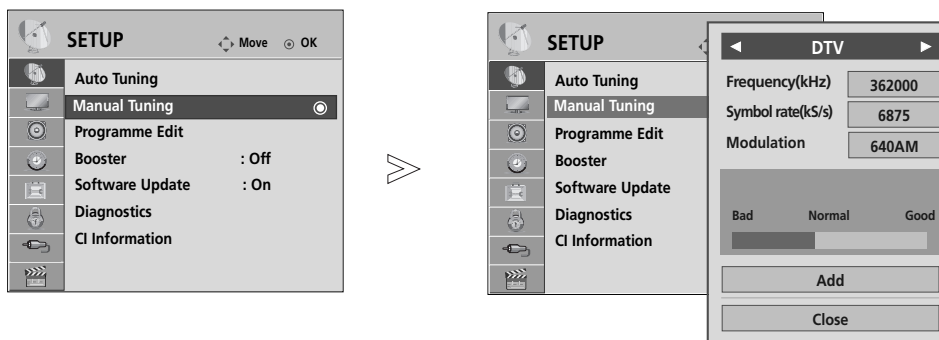 SETUP
Move OK
Auto Tuning
Manual Tuning
Programme Edit
Booster : Off
Software Update : On
Diagnostics
CI Information
SETUP
Auto Tuning
Manual Tuning
Programme Edit
Booster
Software Update
Diagnostics
CI Information
◄ DTV ►
Frequency(kHz) 362000
Symbol rate(kS/s) 6875
Modulation 640AM
Bad Normal Good
Add
Close